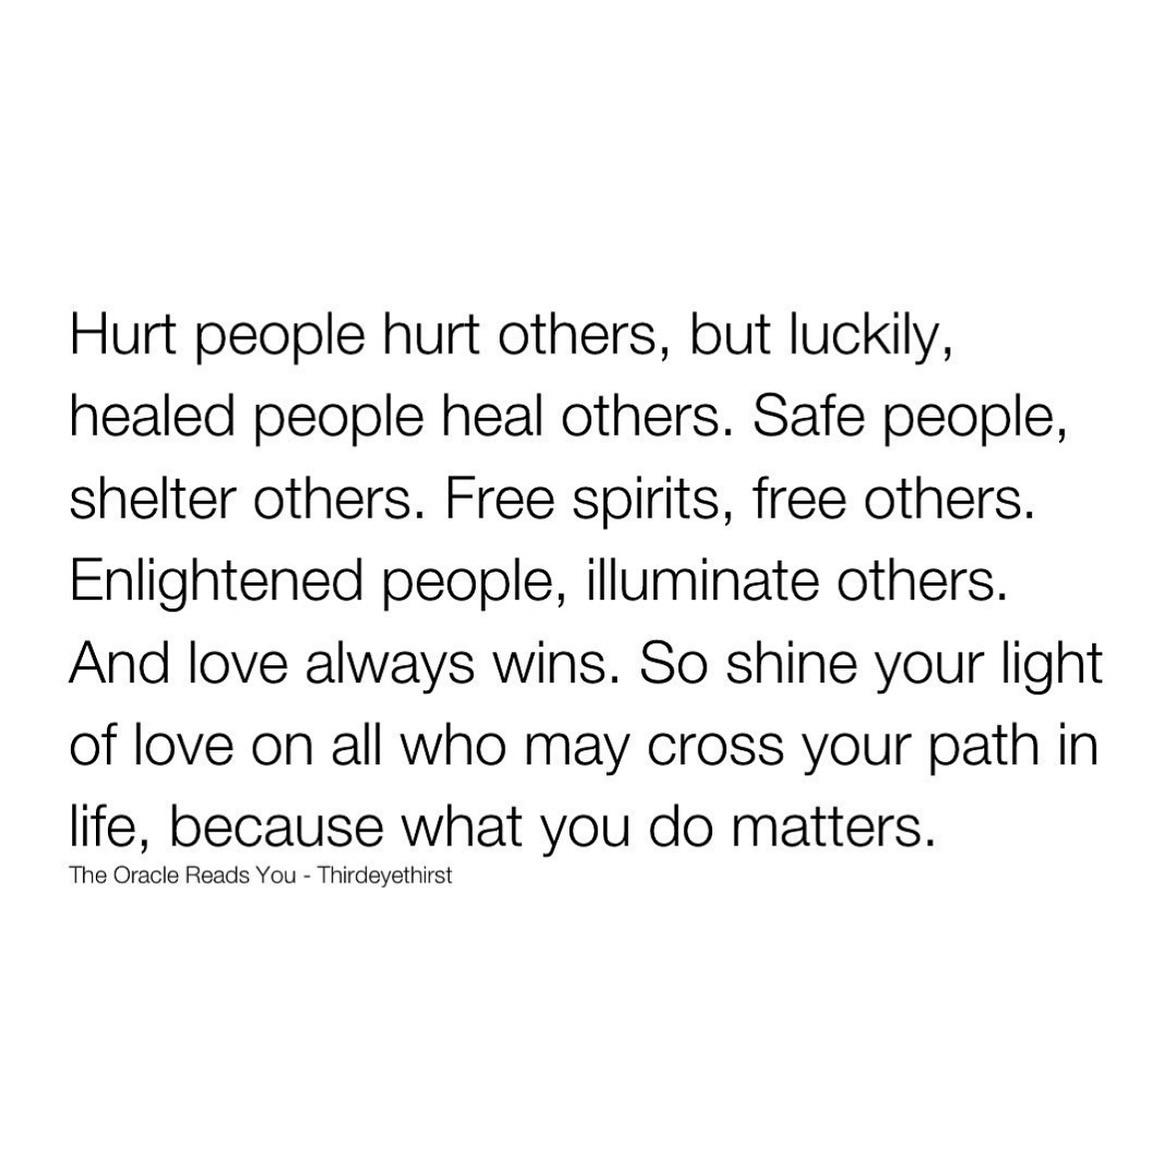 Hurt people hurt others, but luckily,
healed people heal others. Safe people,
shelter others. Free spirits, free others.
Enlightened people, illuminate others.
And love always wins. So shine your light
of love on all who may cross your path in
life, because what you do matters.
The Oracle Reads You - Thirdeyethirst